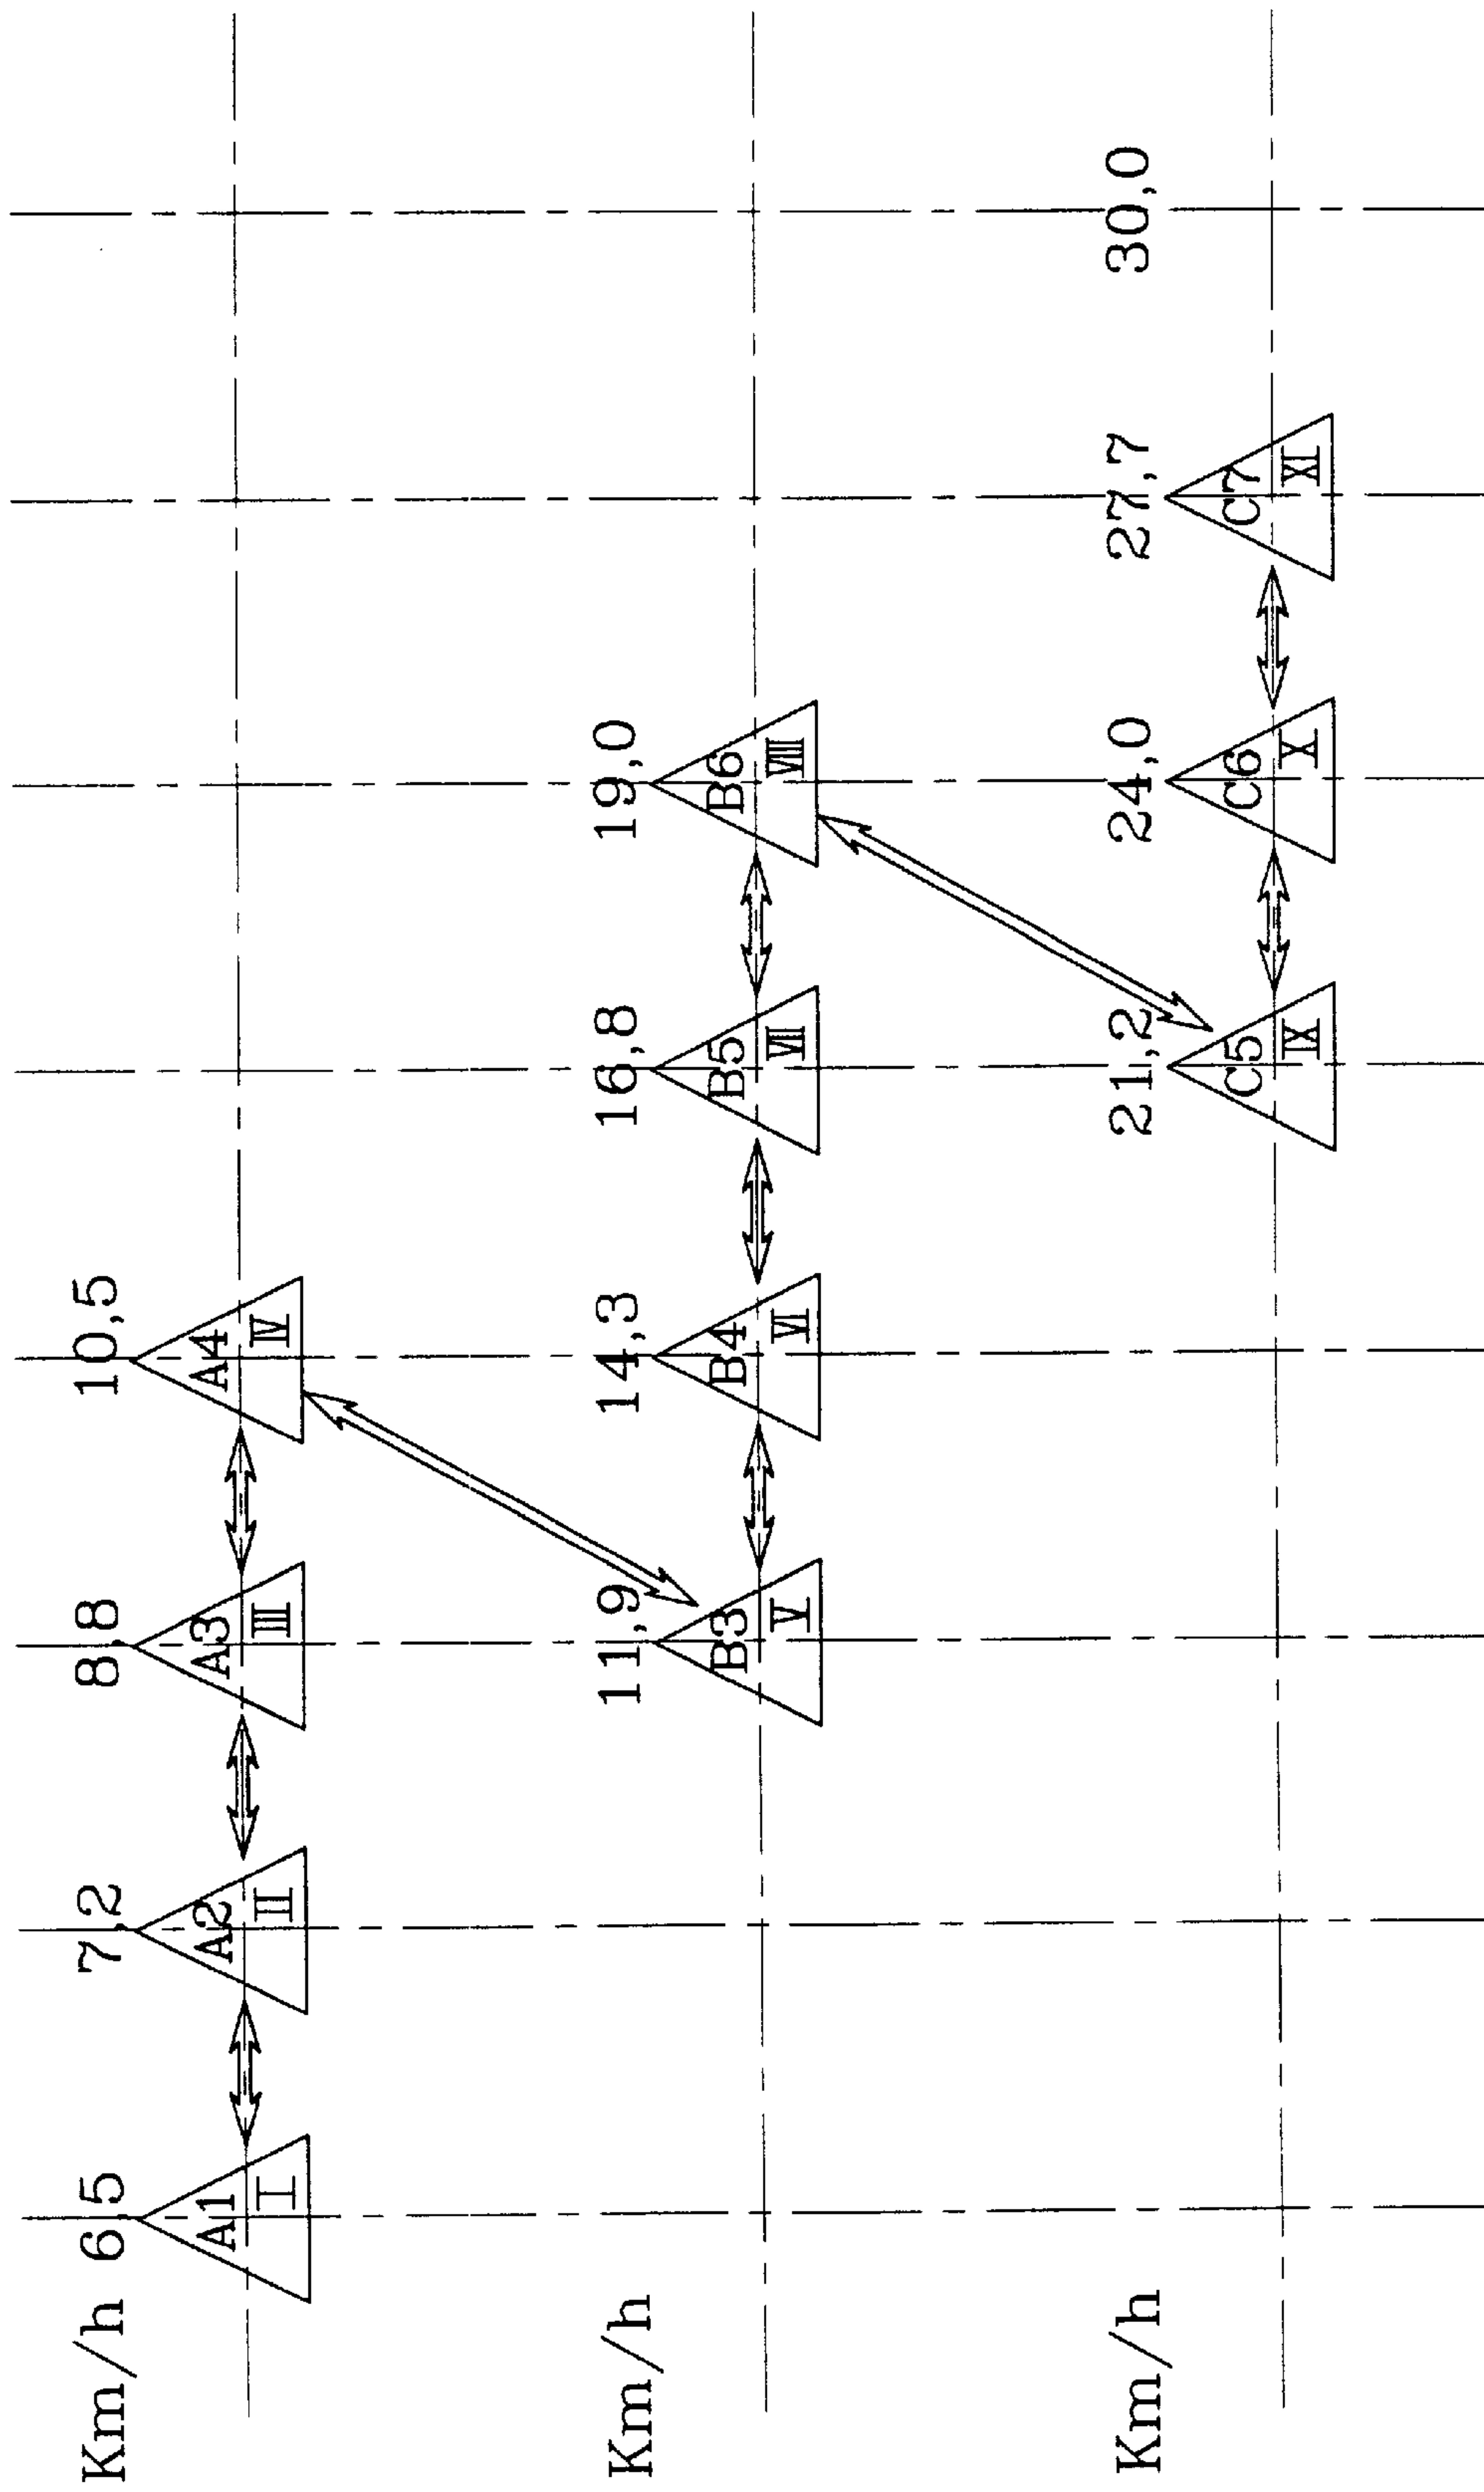 Km/h 6,5 7,2 8,8 10,5
A1 A2 A3 A4
I II III IV
Km/h 11,9 14,3 16,8 19,0
B3 B4 B5 B6
V VI VII VIII
Km/h 21,2 24,0 27,7 30,0
C5 C6 C7
IX X XI